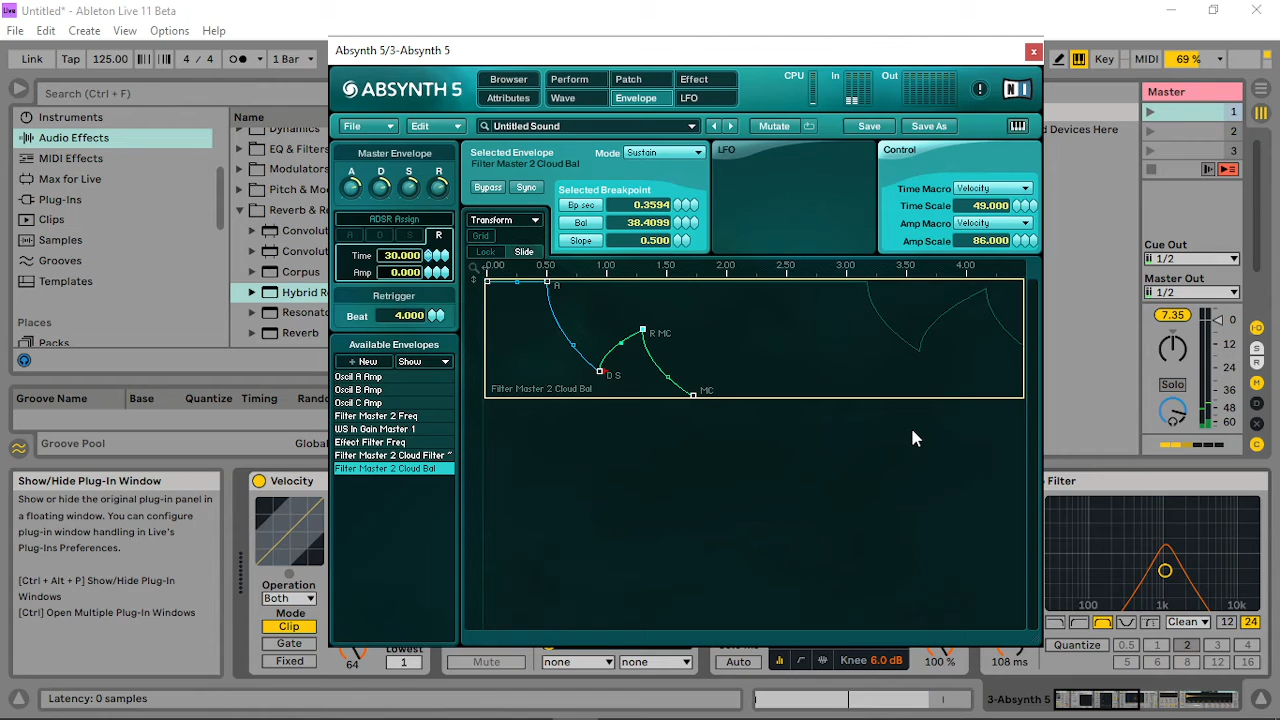 Live Untitled* - Ableton Live 11 Beta
File Edit Create View Options Help
Link Tap 125.00 4 / 4 1 Bar Key MIDI 69 %
Search (Ctrl + F)
Instruments
Audio Effects
MIDI Effects
Max for Live
Plug-Ins
Clips
Samples
Grooves
Templates
Places
Packs
Name
Dynamics
EQ & Filters
Modulators
Pitch & Mo
Reverb & R
Convolut
Convolut
Corpus
Hybrid R
Resonato
Reverb
Groove Name Base Quantize Timing Rando
Groove Pool Globa
Show/Hide Plug-In Window
Show or hide the original plug-in panel in
a floating window. You can configure
plug-in window handling in Live's
Plug-Ins Preferences.
[Ctrl + Alt + P] Show/Hide Plug-In
Windows
[Ctrl] Open Multiple Plug-In Windows
Velocity
Operation
Both
Mode
Clip
Gate
Fixed
64
Lowest
1
Absynth 5/3-Absynth 5
x
ABSYNTH 5
Browser
Attributes
Perform Patch Effect
Wave Envelope LFO
CPU In Out
! NI
File Edit Untitled Sound Mutate Save Save As
Master Envelope
A D S R
ADSR Assign
A D S R
Time 30.000
Amp 0.000
Retrigger
Beat 4.000
Available Envelopes
+ New Show
Oscil A Amp
Oscil B Amp
Oscil C Amp
Filter Master 2 Freq
WS In Gain Master 1
Effect Filter Freq
Filter Master 2 Cloud Filter ~
Filter Master 2 Cloud Bal
Selected Envelope Mode Sustain
Filter Master 2 Cloud Bal
Bypass Sync
Selected Breakpoint
Bp sec 0.3594
Bal 38.4099
Slope 0.500
Transform
Grid
Lock Slide
LFO
Control
Time Macro Velocity
Time Scale 49.000
Amp Macro Velocity
Amp Scale 86.000
0.00 0.50 1.00 1.50 2.00 2.50 3.00 3.50 4.00
A
R MC
D S
Filter Master 2 Cloud Bal
MC
d Devices Here
Master
1
2
3
Cue Out
1/2
Master Out
1/2
7.35
0
12
24
36
48
60
Solo
I-O
S
R
M
D
X
C
o Filter
100 1k 10k
Clean 12 24
Quantize 0.5 1 2 3 4
5 6 8 12 16
Mute none none Auto Knee 6.0 dB 100 % 108 ms
Latency: 0 samples
3-Absynth 5